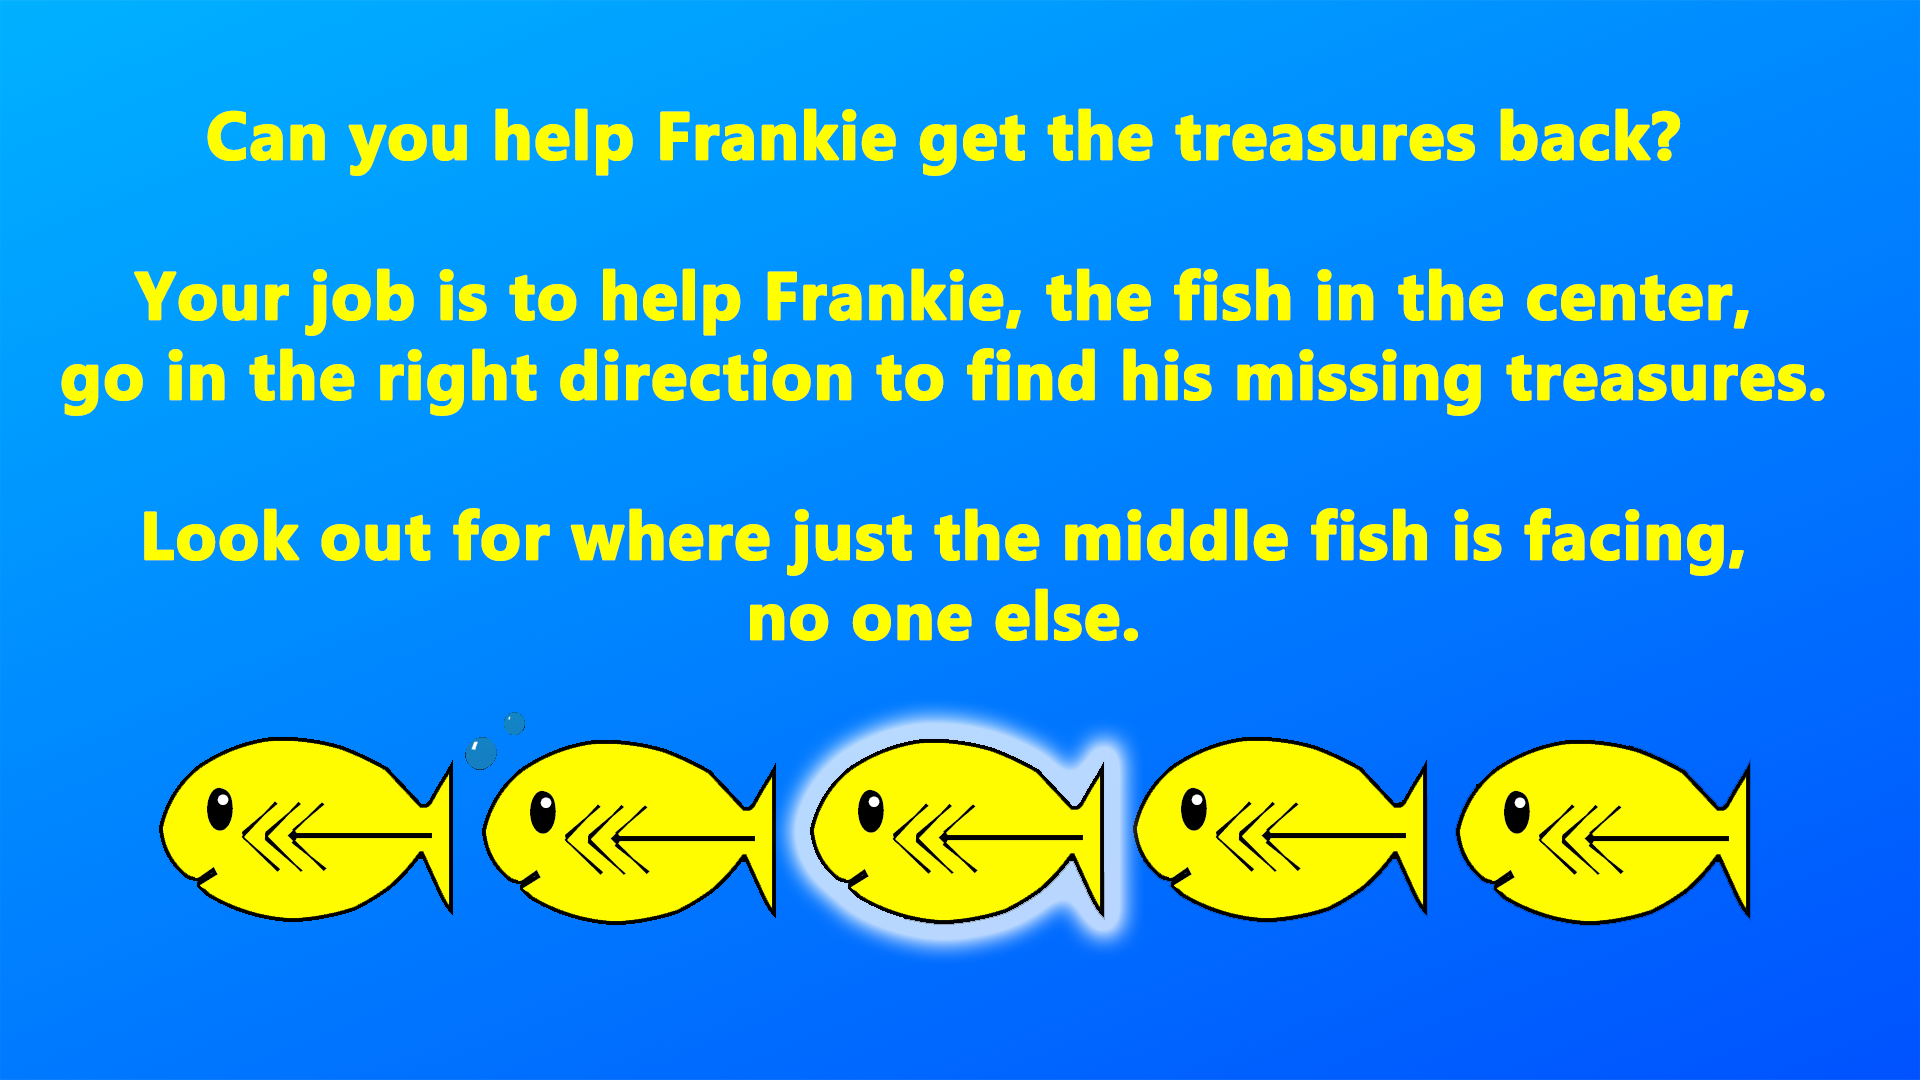 Can you help Frankie get the treasures back?
Your job is to help Frankie, the fish in the center,
go in the right direction to find his missing treasures.
Look out for where just the middle fish is facing,
no one else.